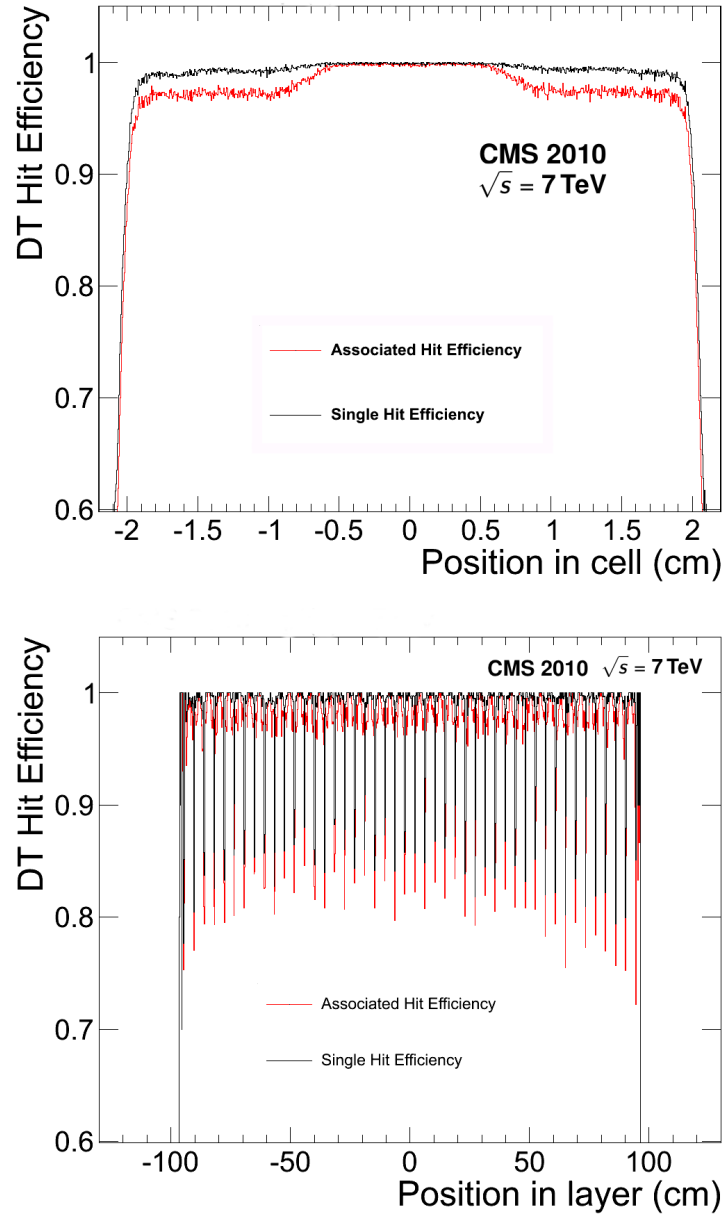 DT Hit Efficiency
1
0.9
0.8
0.7
0.6
CMS 2010
√s = 7 TeV
Associated Hit Efficiency
Single Hit Efficiency
-2 -1.5 -1 -0.5 0 0.5 1 1.5 2
Position in cell (cm)
DT Hit Efficiency
CMS 2010 √s = 7 TeV
1
0.9
0.8
0.7
0.6
Associated Hit Efficiency
Single Hit Efficiency
-100 -50 0 50 100
Position in layer (cm)